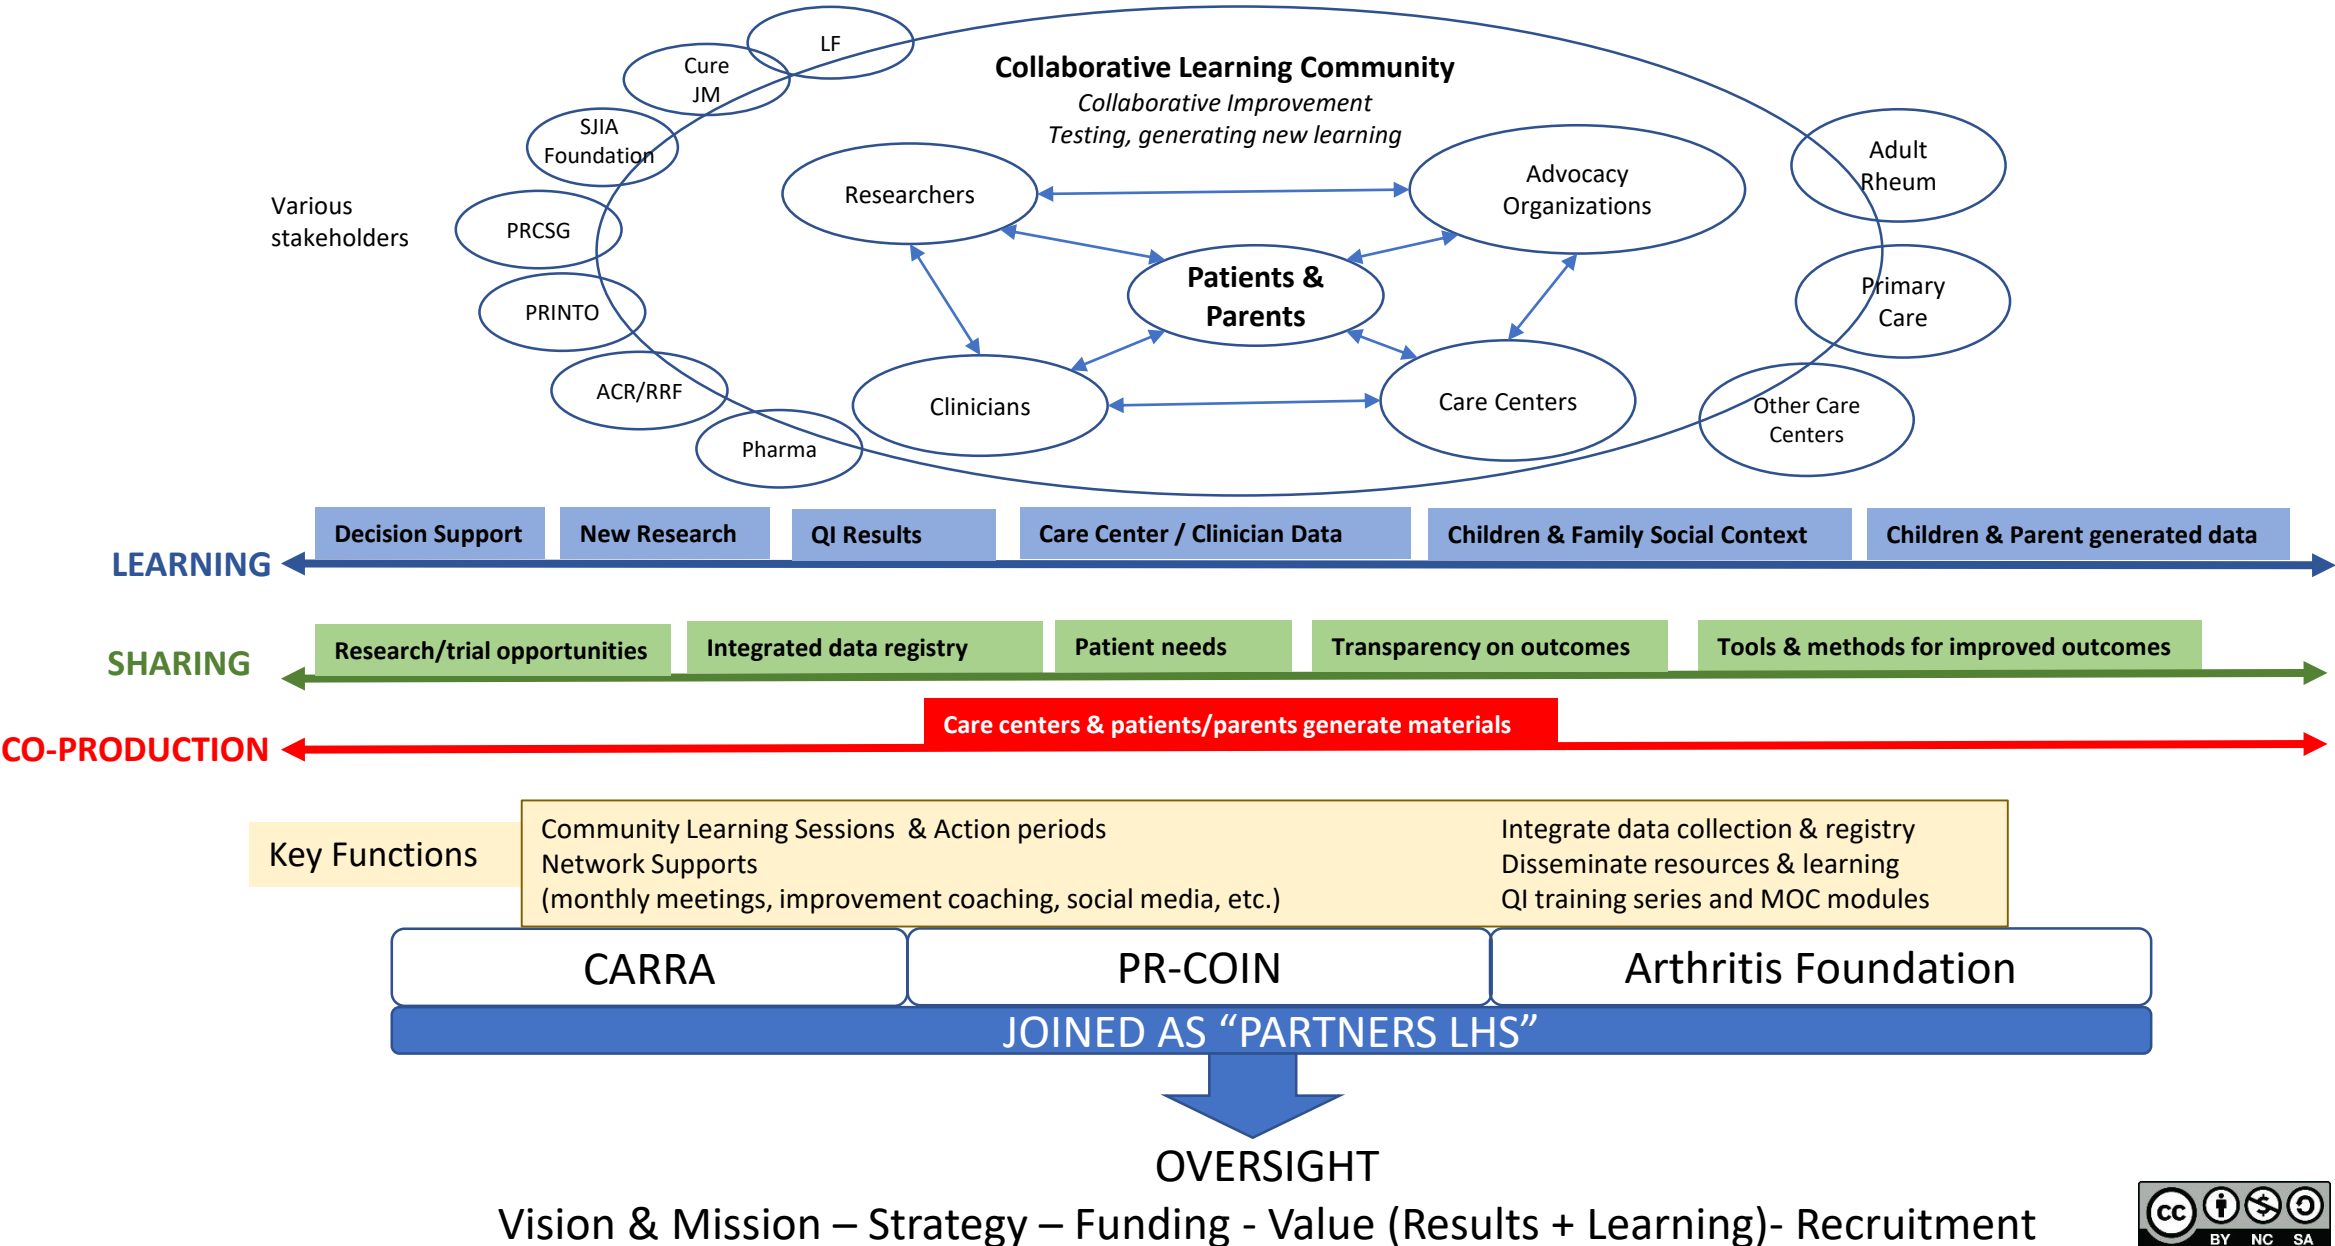 LF
Cure
JM
SJIA
Foundation
PRCSG
PRINTO
ACR/RRF
Pharma
Various
stakeholders
Collaborative Learning Community
Collaborative Improvement
Testing, generating new learning
Researchers
Advocacy
Organizations
Patients &
Parents
Clinicians
Care Centers
Adult
Rheum
Primary
Care
Other Care
Centers
LEARNING
Decision Support
New Research
QI Results
Care Center / Clinician Data
Children & Family Social Context
Children & Parent generated data
SHARING
Research/trial opportunities
Integrated data registry
Patient needs
Transparency on outcomes
Tools & methods for improved outcomes
CO-PRODUCTION
Care centers & patients/parents generate materials
Key Functions
Community Learning Sessions & Action periods
Network Supports
(monthly meetings, improvement coaching, social media, etc.)
Integrate data collection & registry
Disseminate resources & learning
QI training series and MOC modules
CARRA
PR-COIN
Arthritis Foundation
JOINED AS “PARTNERS LHS”
OVERSIGHT
Vision & Mission – Strategy – Funding - Value (Results + Learning)- Recruitment
cc
BY NC SA